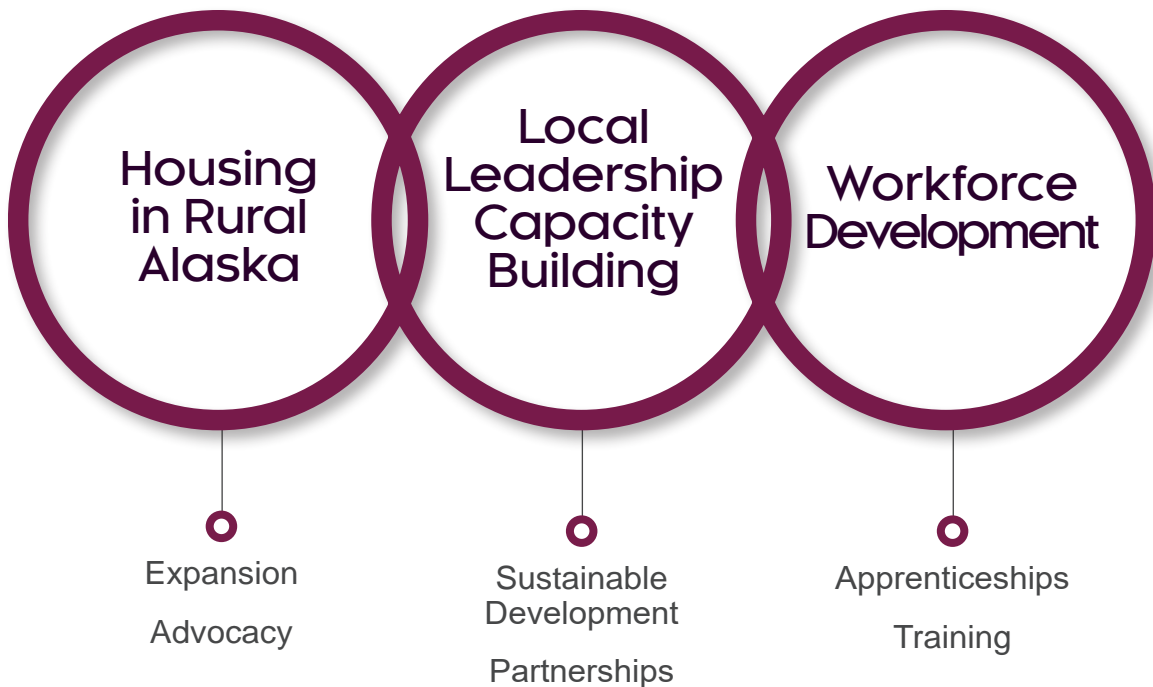 Housing
in Rural
Alaska
Local
Leadership
Capacity
Building
Workforce
Development
Expansion
Advocacy
Sustainable
Development
Partnerships
Apprenticeships
Training